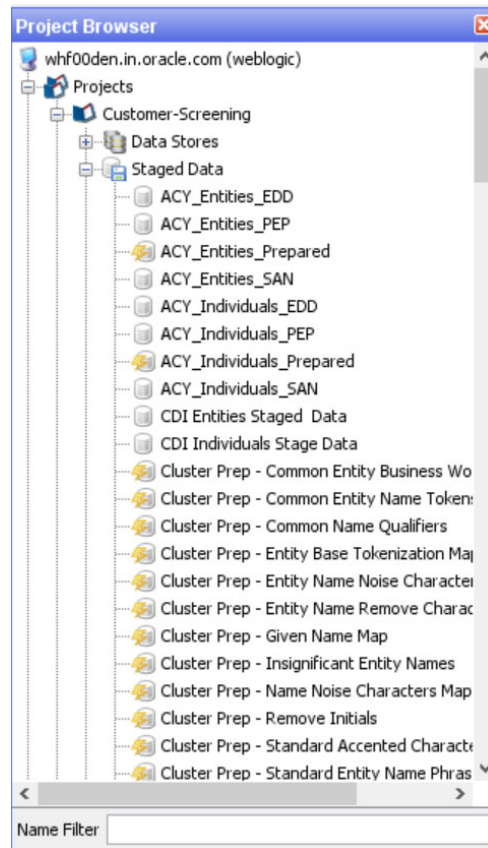 Project Browser
whf00den.in.oracle.com (weblogic)
Projects
Customer-Screening
Data Stores
Staged Data
ACY_Entities_EDD
ACY_Entities_PEP
ACY_Entities_Prepared
ACY_Entities_SAN
ACY_Individuals_EDD
ACY_Individuals_PEP
ACY_Individuals_Prepared
ACY_Individuals_SAN
CDI Entities Staged Data
CDI Individuals Stage Data
Cluster Prep - Common Entity Business Wo
Cluster Prep - Common Entity Name Token
Cluster Prep - Common Name Qualifiers
Cluster Prep - Entity Base Tokenization Ma
Cluster Prep - Entity Name Noise Character
Cluster Prep - Entity Name Remove Charac
Cluster Prep - Given Name Map
Cluster Prep - Insignificant Entity Names
Cluster Prep - Name Noise Characters Map
Cluster Prep - Remove Initials
Cluster Prep - Standard Accented Characte
Cluster Prep - Standard Entity Name Phras
Name Filter